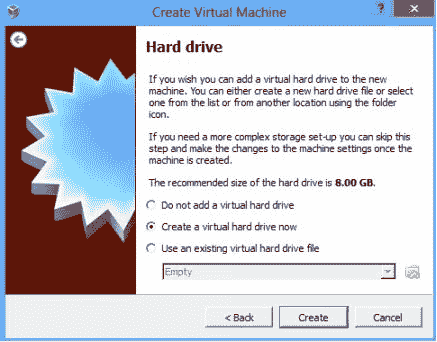 Create Virtual Machine
?
Hard drive
If you wish you can add a virtual hard drive to the new
machine. You can either create a new hard drive file or select
one from the list or from another location using the folder
icon.
If you need a more complex storage set-up you can skip this
step and make the changes to the machine settings once the
machine is created.
The recommended size of the hard drive is 8.00 GB.
Do not add a virtual hard drive
Create a virtual hard drive now
Use an existing virtual hard drive file
Empty
< Back
Create
Cancel